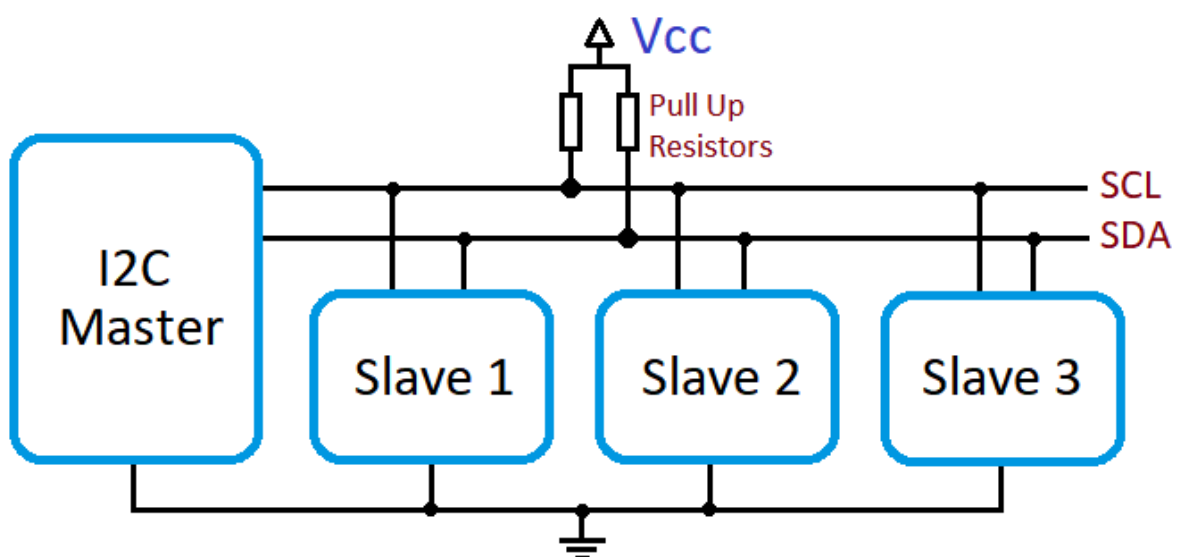 Vcc
Pull Up
Resistors
SCL
SDA
I2C
Master
Slave 1
Slave 2
Slave 3